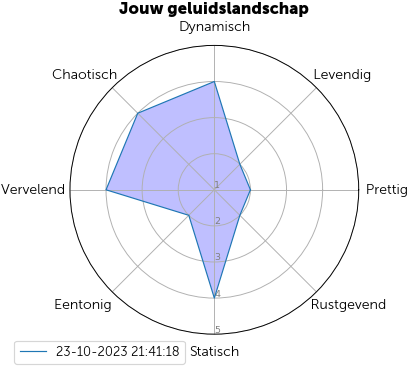 Jouw geluidslandschap
Dynamisch
Chaotisch
Levendig
Vervelend
1
Prettig
2
3
4
Eentonig
Rustgevend
5
23-10-2023 21:41:18
Statisch